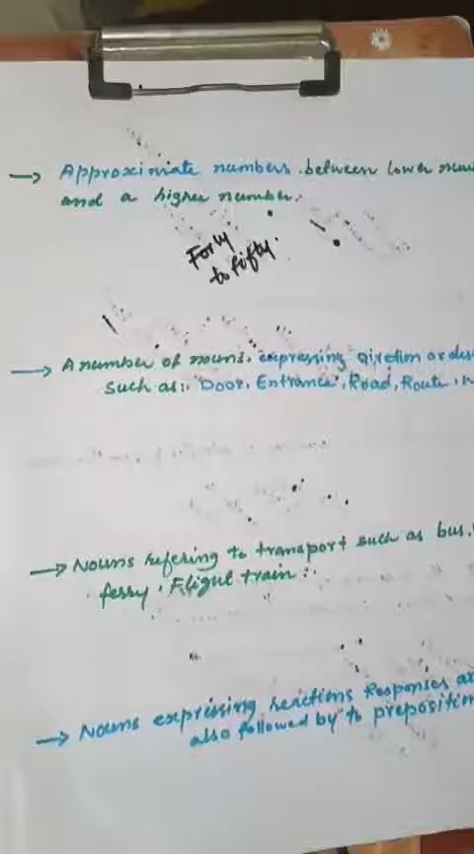 → Approximate numbers between lower
and a higher number.
Forty
to fifty.
→ A number of nouns, expressing
such as:- "Door, Entrance", Road, Route,
→ Nouns refering to transport such as bus,
ferry, Flight train:.
→ Nouns expressing reactions Responses
also followed by "to preposition